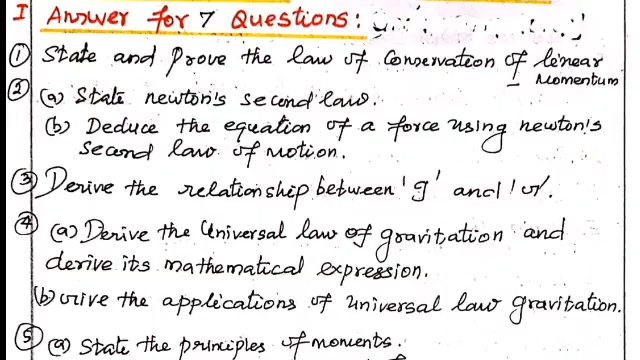 I Answer for 7 Questions:
① State and Prove the law of Conservation of linear
Momentum
② (a) State newton's second law.
(b) Deduce the equation of a force using newton's
second law of motion.
③ Derive the relationship between 'g' and 'G'.
④ (a) Derive the Universal law of gravitation and
derive its mathematical expression.
(b) Give the applications of universal law gravitation.
⑤ (a) State the principles of moments.